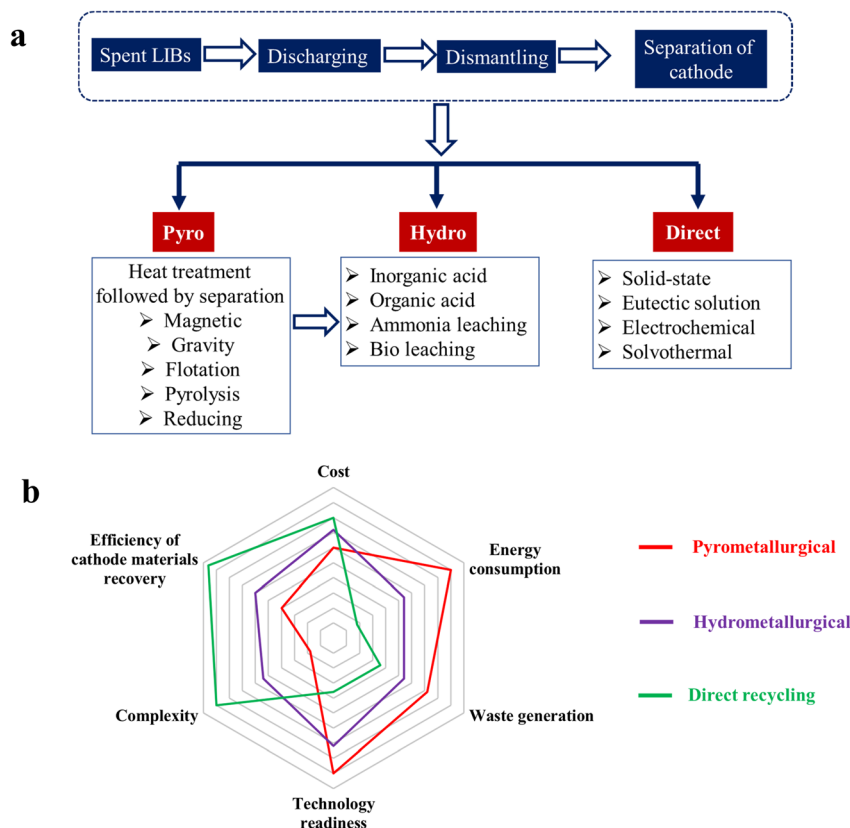 a
Spent LIBs
Discharging
Dismantling
Separation of
cathode
Pyro
Hydro
Direct
Heat treatment
followed by separation
➢ Magnetic
➢ Gravity
➢ Flotation
➢ Pyrolysis
➢ Reducing
➢ Inorganic acid
➢ Organic acid
➢ Ammonia leaching
➢ Bio leaching
➢ Solid-state
➢ Eutectic solution
➢ Electrochemical
➢ Solvothermal
b
Cost
Energy
consumption
Waste generation
Technology
readiness
Complexity
Efficiency of
cathode materials
recovery
Pyrometallurgical
Hydrometallurgical
Direct recycling